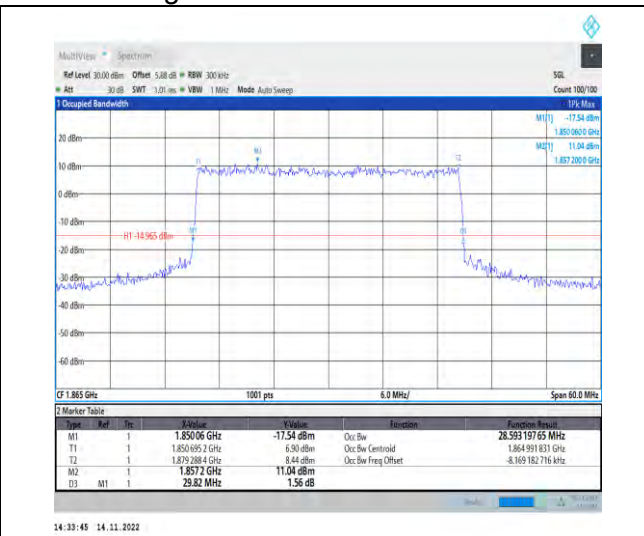 MultiView Spectrum
Ref Level 30.00 dBm Offset 5.88 dB RBW 300 kHz SGL
Att 30 dB SWT 1.01 ms VBW 1 MHz Mode Auto Sweep Count 100/100
1 Occupied Bandwidth 1Pk Max
M1[1] -17.54 dBm
1.850 060 0 GHz
20 dBm
M2[1] 11.04 dBm
1.857 200 0 GHz
M2
T1 T2
10 dBm
0 dBm
-10 dBm
H1 -14.965 dBm M1 D3
-20 dBm
-30 dBm
-40 dBm
-50 dBm
-60 dBm
CF 1.865 GHz 1001 pts 6.0 MHz/ Span 60.0 MHz
2 Marker Table
Type Ref Trc X-Value Y-Value Function Function Result
M1 1 1.85006 GHz -17.54 dBm Occ Bw 28.593 197 65 MHz
T1 1 1.850 695 2 GHz 6.90 dBm Occ Bw Centroid 1.864 991 831 GHz
T2 1 1.879 288 4 GHz 8.44 dBm Occ Bw Freq Offset -8.169 182 716 kHz
M2 1 1.8572 GHz 11.04 dBm
D3 M1 1 29.82 MHz 1.56 dB
14:33:45 14.11.2022